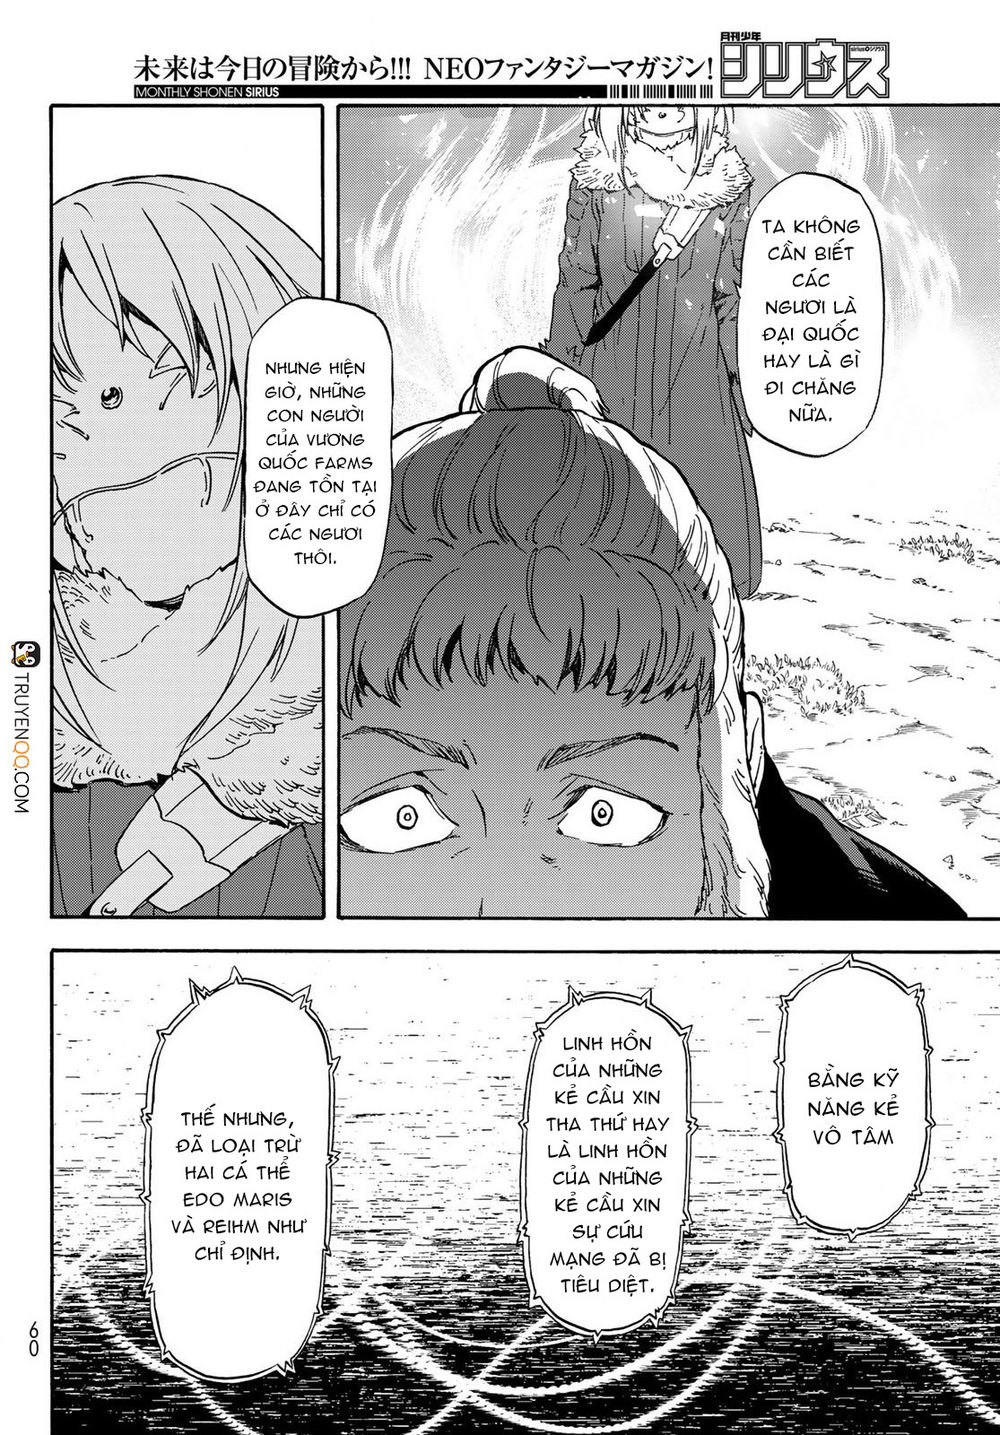 未来は今日の冒険から!!! NEOファンタジーマガジン!
MONTHLY SHONEN SIRIUS
月刊少年
シリウス
TA KHÔNG
CẦN BIẾT
CÁC
NGƯƠI LÀ
ĐẠI QUỐC
HAY LÀ GÌ
ĐI CHĂNG
NỮA.
NHƯNG HIỆN
GIỜ, NHỮNG
CON NGƯỜI
CỦA VƯƠNG
QUỐC FARMS
ĐANG TỒN TẠI
Ở ĐÂY CHỈ CÓ
CÁC NGƯƠI
THÔI.
BẰNG KỸ
NĂNG KẺ
VÔ TÂM
LINH HỒN
CỦA NHỮNG
KẺ CẦU XIN
THA THỨ HAY
LÀ LINH HỒN
CỦA NHỮNG
KẺ CẦU XIN
SỰ CỨU
MẠNG ĐÃ BỊ
TIÊU DIỆT.
THẾ NHƯNG,
ĐÃ LOẠI TRỪ
HAI CÁ THỂ
EDO MARIS
VÀ REIHM NHƯ
CHỈ ĐỊNH.
TRUYENQQ.COM
60